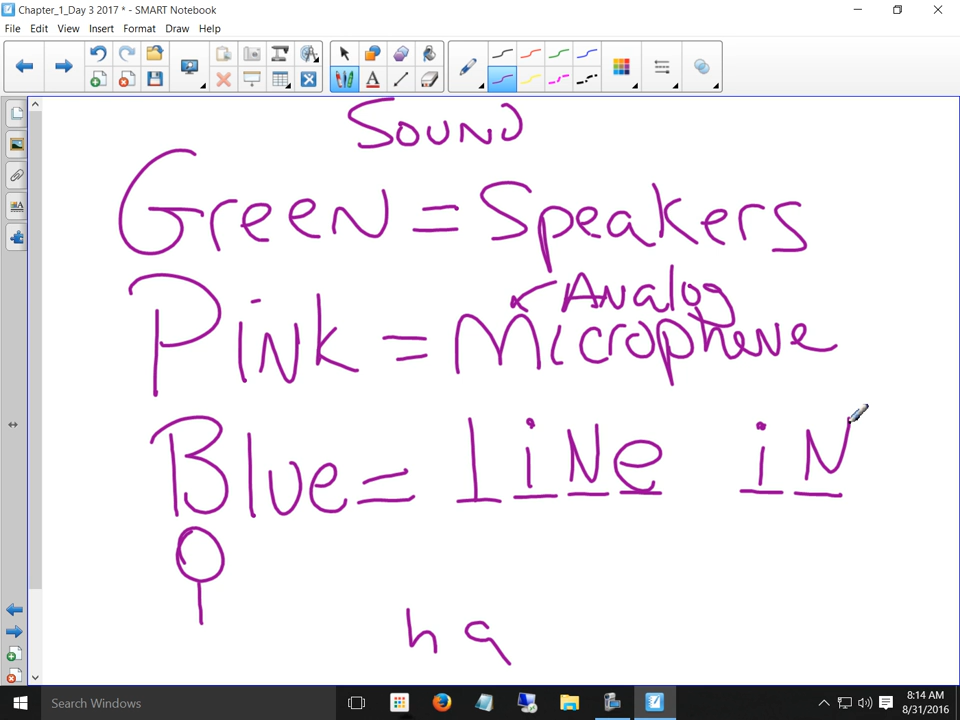 Chapter_1_Day 3 2017 * - SMART Notebook
File Edit View Insert Format Draw Help
SOUND
GreeN = Speakers
Analog
PiNk = Microphone
Blue = LiNe iN
h q
Search Windows
8:14 AM
8/31/2016